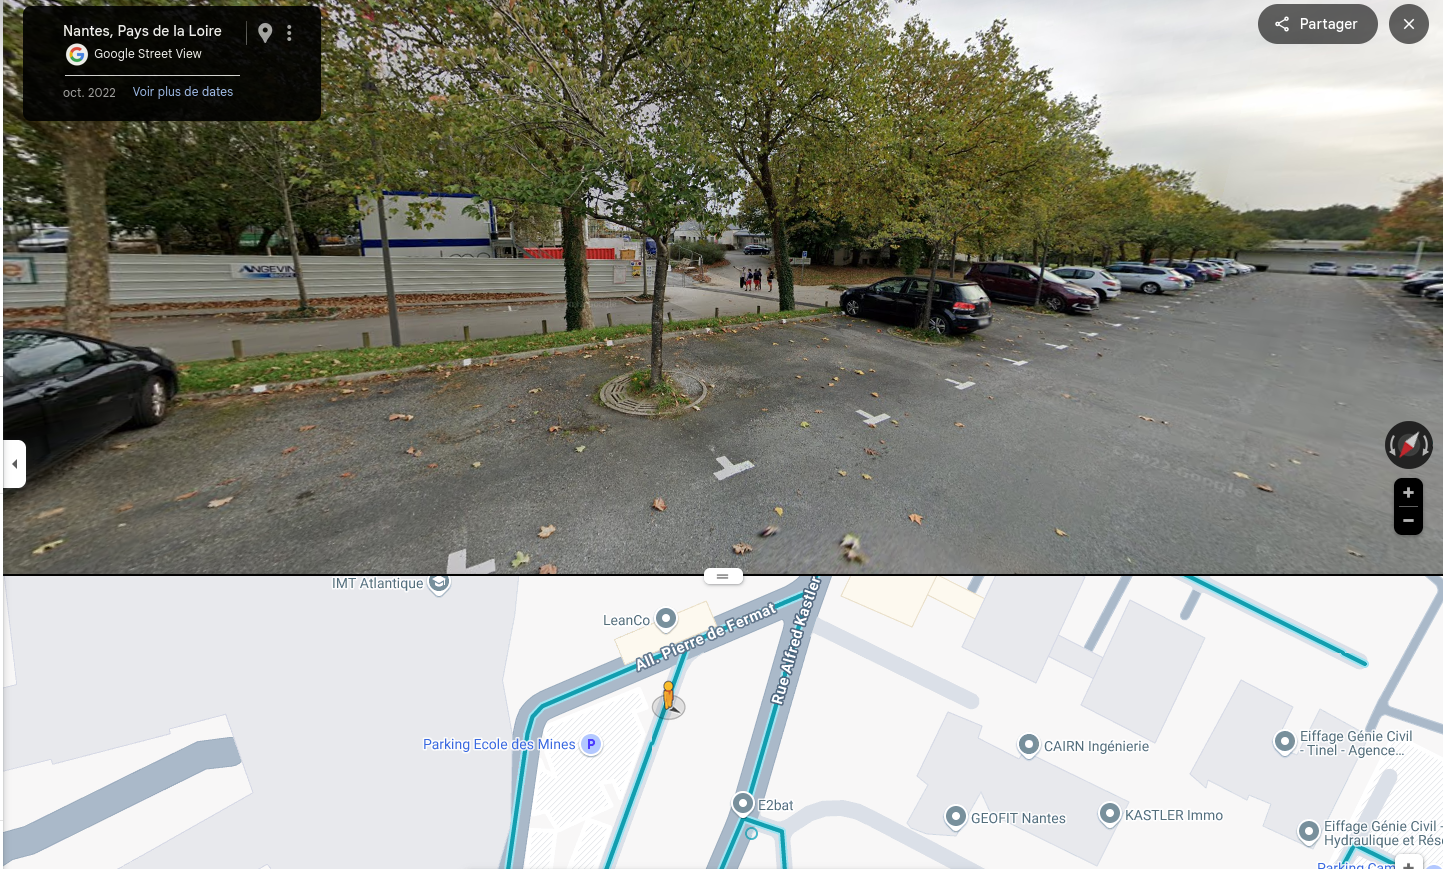 Nantes, Pays de la Loire
Google Street View
oct. 2022
Voir plus de dates
Partager
ANGEVIN
IMT Atlantique
LeanCo
All. Pierre de Fermat
Rue Alfred Kastler
Parking Ecole des Mines
P
CAIRN Ingénierie
Eiffage Génie Civil
- Tinel - Agence...
E2bat
GEOFIT Nantes
KASTLER Immo
Eiffage Génie Civil -
Hydraulique et Rés
Parking Cam